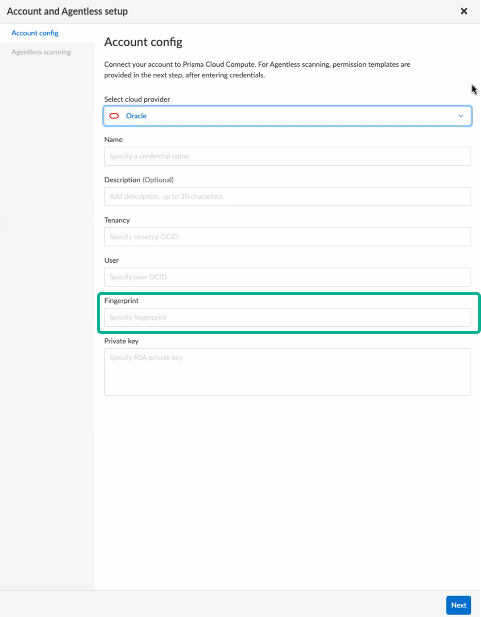 Account and Agentless setup
Account config
Agentless scanning
Account config
Connect your account to Prisma Cloud Compute. For Agentless scanning, permission templates are
provided in the next step, after entering credentials.
Select cloud provider
Oracle
Name
Specify a credential name
Description (Optional)
Add description, up to 30 characters
Tenancy
Specify tenancy OCID
User
Specify user OCID
Fingerprint
Specify fingerprint
Private key
Specify RSA private key
Next